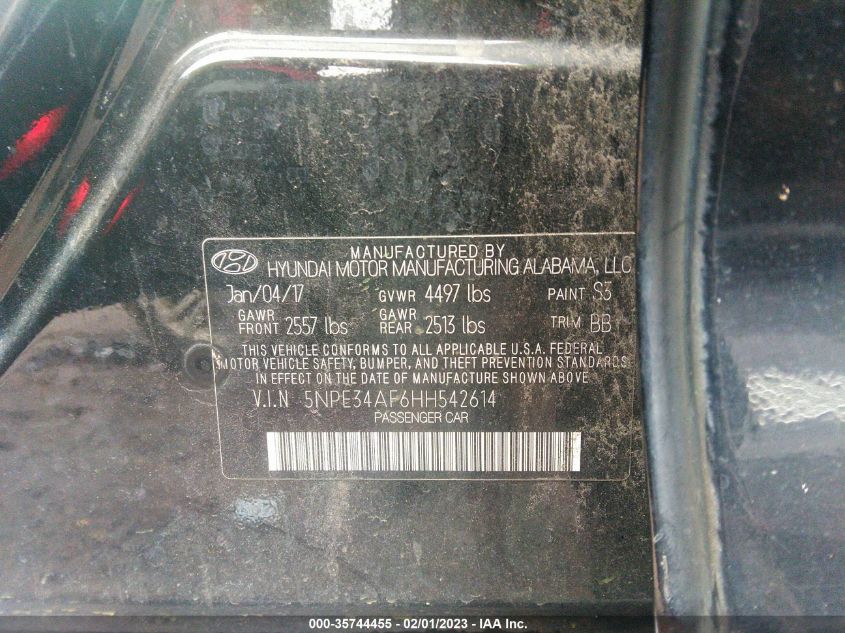 MANUFACTURED BY
HYUNDAI MOTOR MANUFACTURING ALABAMA, LLC
Jan/04/17 GVWR 4497 lbs PAINT S3
GAWR FRONT 2557 lbs GAWR REAR 2513 lbs TRIM BB
THIS VEHICLE CONFORMS TO ALL APPLICABLE U.S.A. FEDERAL
MOTOR VEHICLE SAFETY, BUMPER, AND THEFT PREVENTION STANDARDS
IN EFFECT ON THE DATE OF MANUFACTURE SHOWN ABOVE
V.I.N 5NPE34AF6HH542614
PASSENGER CAR
000-35744455 - 02/01/2023 - IAA Inc.